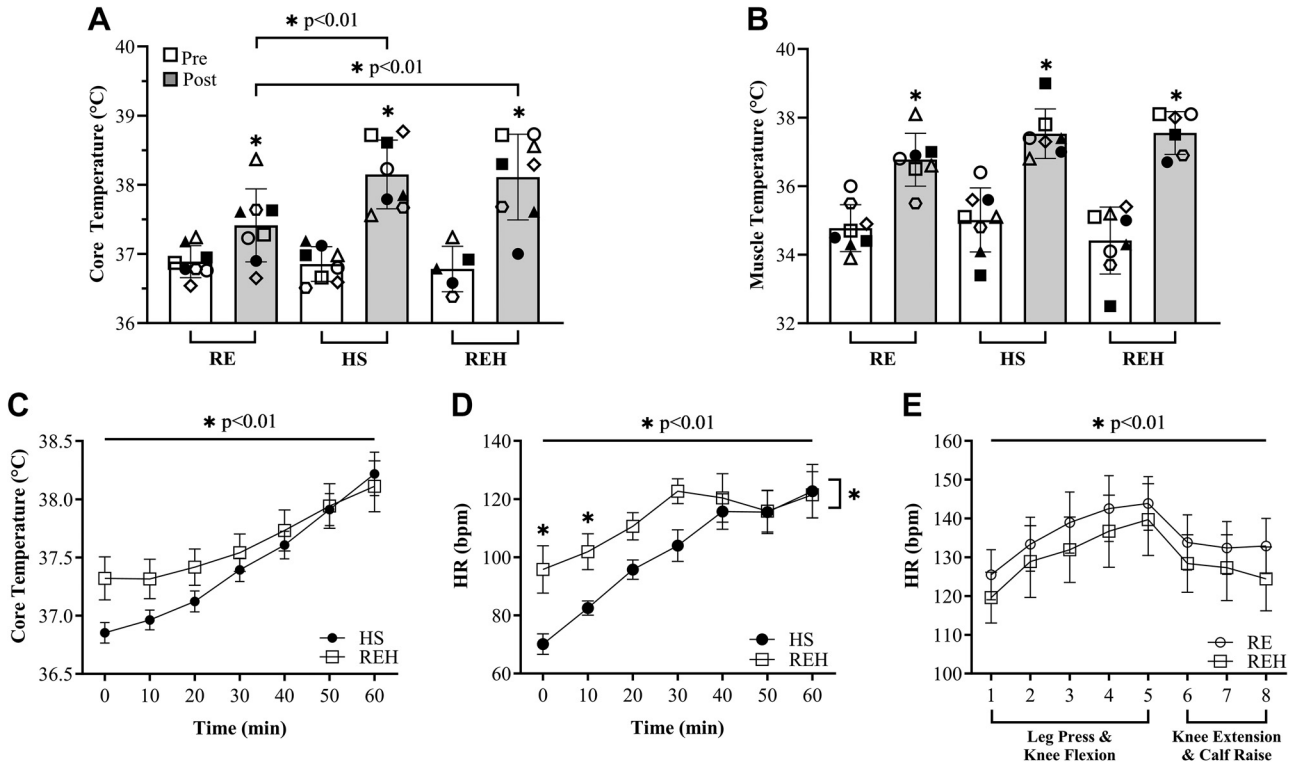 A
✱ p<0.01
✱ p<0.01
Pre
Post
Core Temperature (°C)
40
39
38
37
36
✱
✱
✱
RE
HS
REH
B
Muscle Temperature (°C)
40
38
36
34
32
✱
✱
✱
RE
HS
REH
C
✱ p<0.01
Core Temperature (°C)
38.5
38.0
37.5
37.0
36.5
HS
REH
0 10 20 30 40 50 60
Time (min)
D
✱ p<0.01
HR (bpm)
140
120
100
80
60
✱
✱
✱
HS
REH
0 10 20 30 40 50 60
Time (min)
E
✱ p<0.01
HR (bpm)
160
150
140
130
120
110
100
RE
REH
1 2 3 4 5 6 7 8
Leg Press &
Knee Flexion
Knee Extension
& Calf Raise